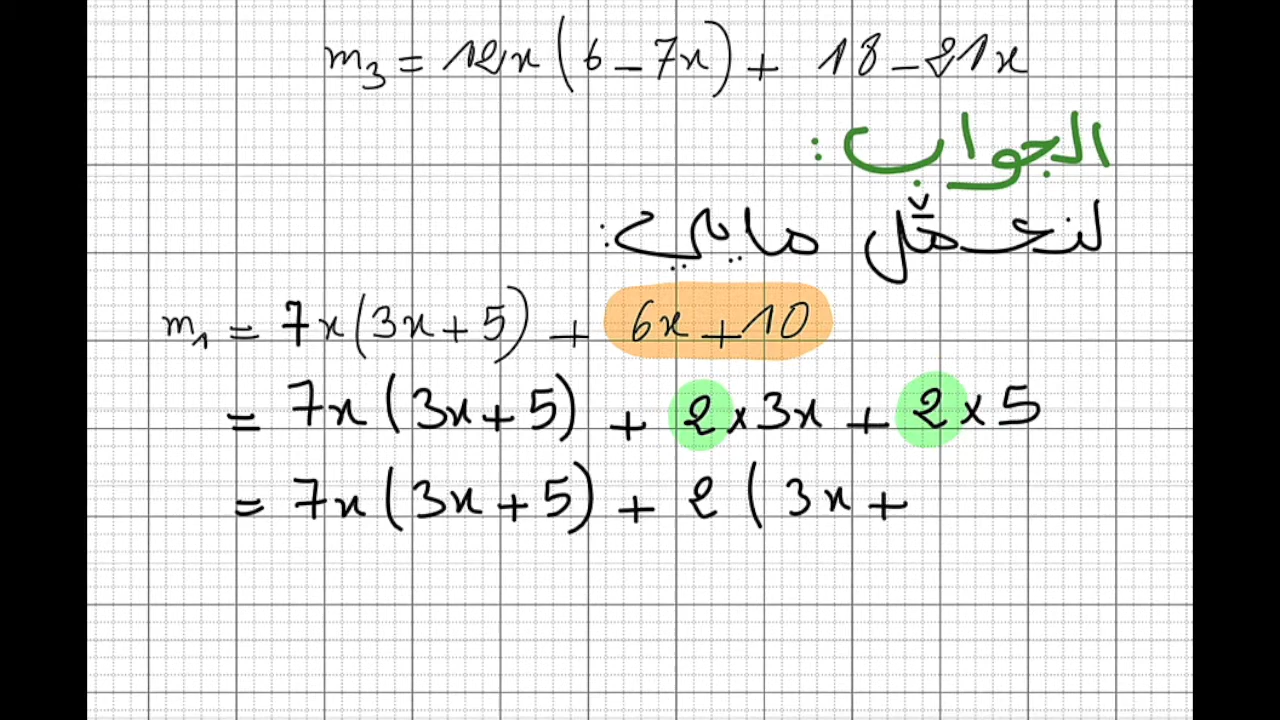 m₃ = 12x(6 - 7x) + 18 - 21x
الجواب :
لنعمّل مايلي :
m₁ = 7x(3x + 5) + 6x + 10
= 7x(3x + 5) + 2 × 3x + 2 × 5
= 7x(3x + 5) + 2(3x +